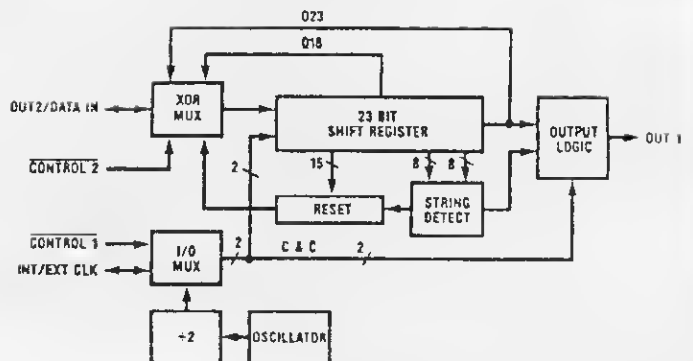 Q23
Q18
OUT2/DATA IN
XOR
MUX
23 BIT
SHIFT REGISTER
OUTPUT
LOGIC
OUT 1
CONTROL 2
2
15
8
8
RESET
STRING
DETECT
CONTROL 1
INT/EXT CLK
I/O
MUX
2
C & C
2
÷2
OSCILLATOR